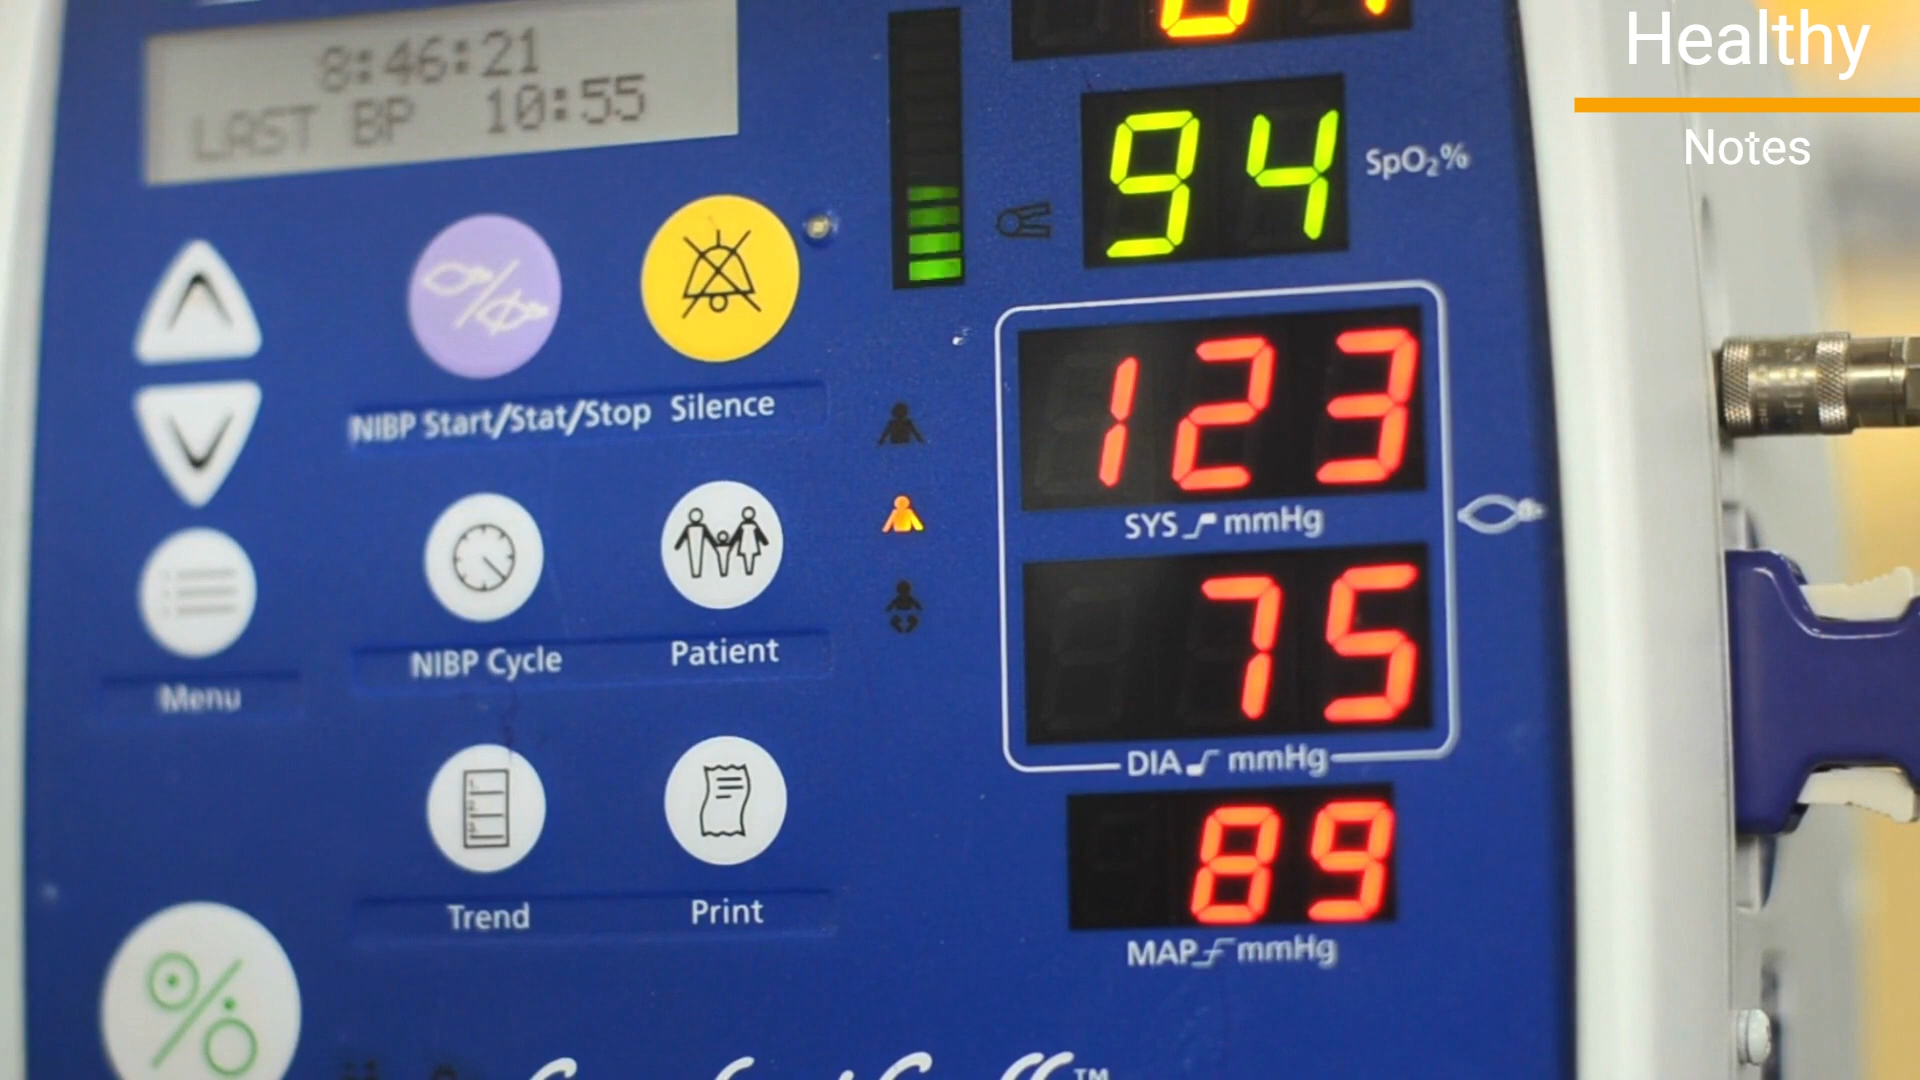 Healthy
Notes
8:46:21
LAST BP 10:55
94
SpO₂%
NIBP Start/Stat/Stop
Silence
123
SYS mmHg
75
DIA mmHg
Menu
NIBP Cycle
Patient
89
MAP mmHg
Trend
Print
TM